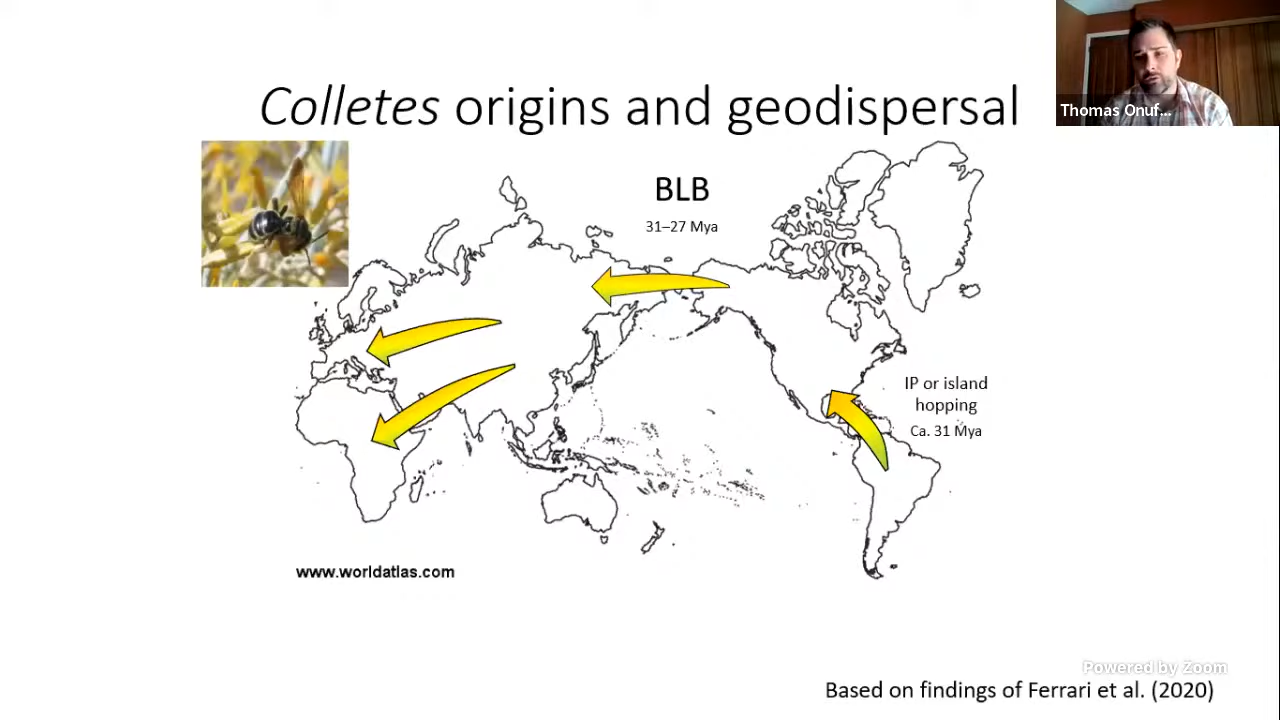 Colletes origins and geodispersal
Thomas Onuf...
BLB
31–27 Mya
IP or island
hopping
Ca. 31 Mya
www.worldatlas.com
Powered by Zoom
Based on findings of Ferrari et al. (2020)